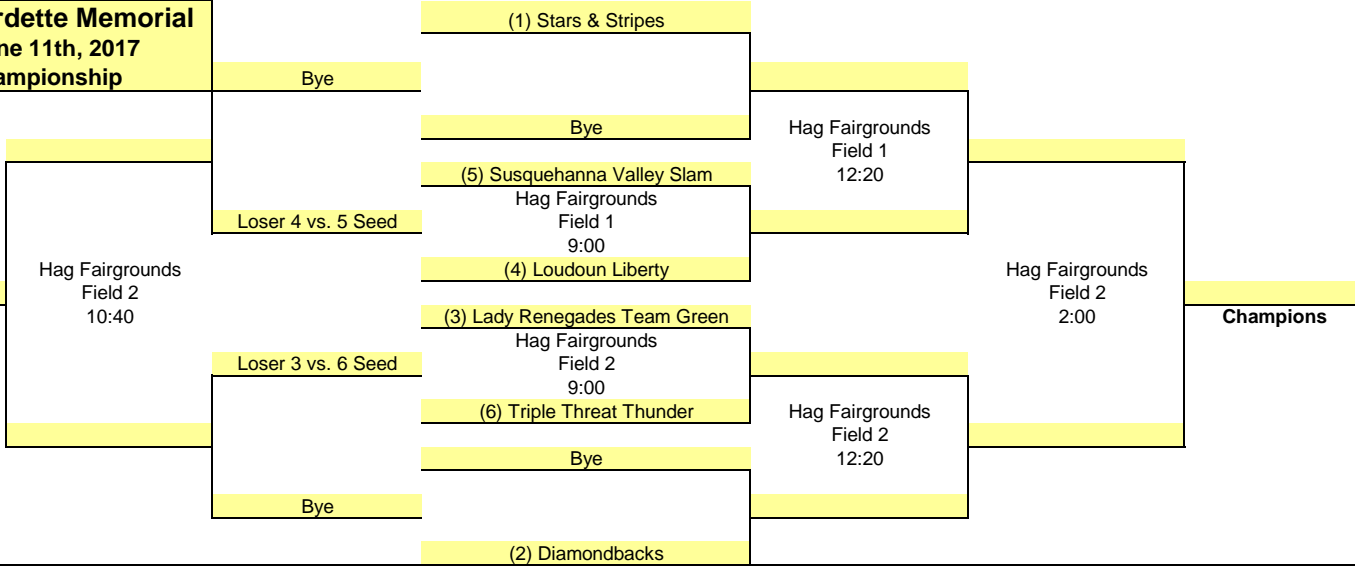 rdette Memorial
ne 11th, 2017
ampionship
(1) Stars & Stripes
Bye
Bye
Hag Fairgrounds
Field 1
12:20
(5) Susquehanna Valley Slam
Hag Fairgrounds
Field 1
9:00
Loser 4 vs. 5 Seed
(4) Loudoun Liberty
Hag Fairgrounds
Field 2
10:40
Hag Fairgrounds
Field 2
2:00
Champions
(3) Lady Renegades Team Green
Hag Fairgrounds
Field 2
9:00
Loser 3 vs. 6 Seed
(6) Triple Threat Thunder
Hag Fairgrounds
Field 2
12:20
Bye
Bye
(2) Diamondbacks